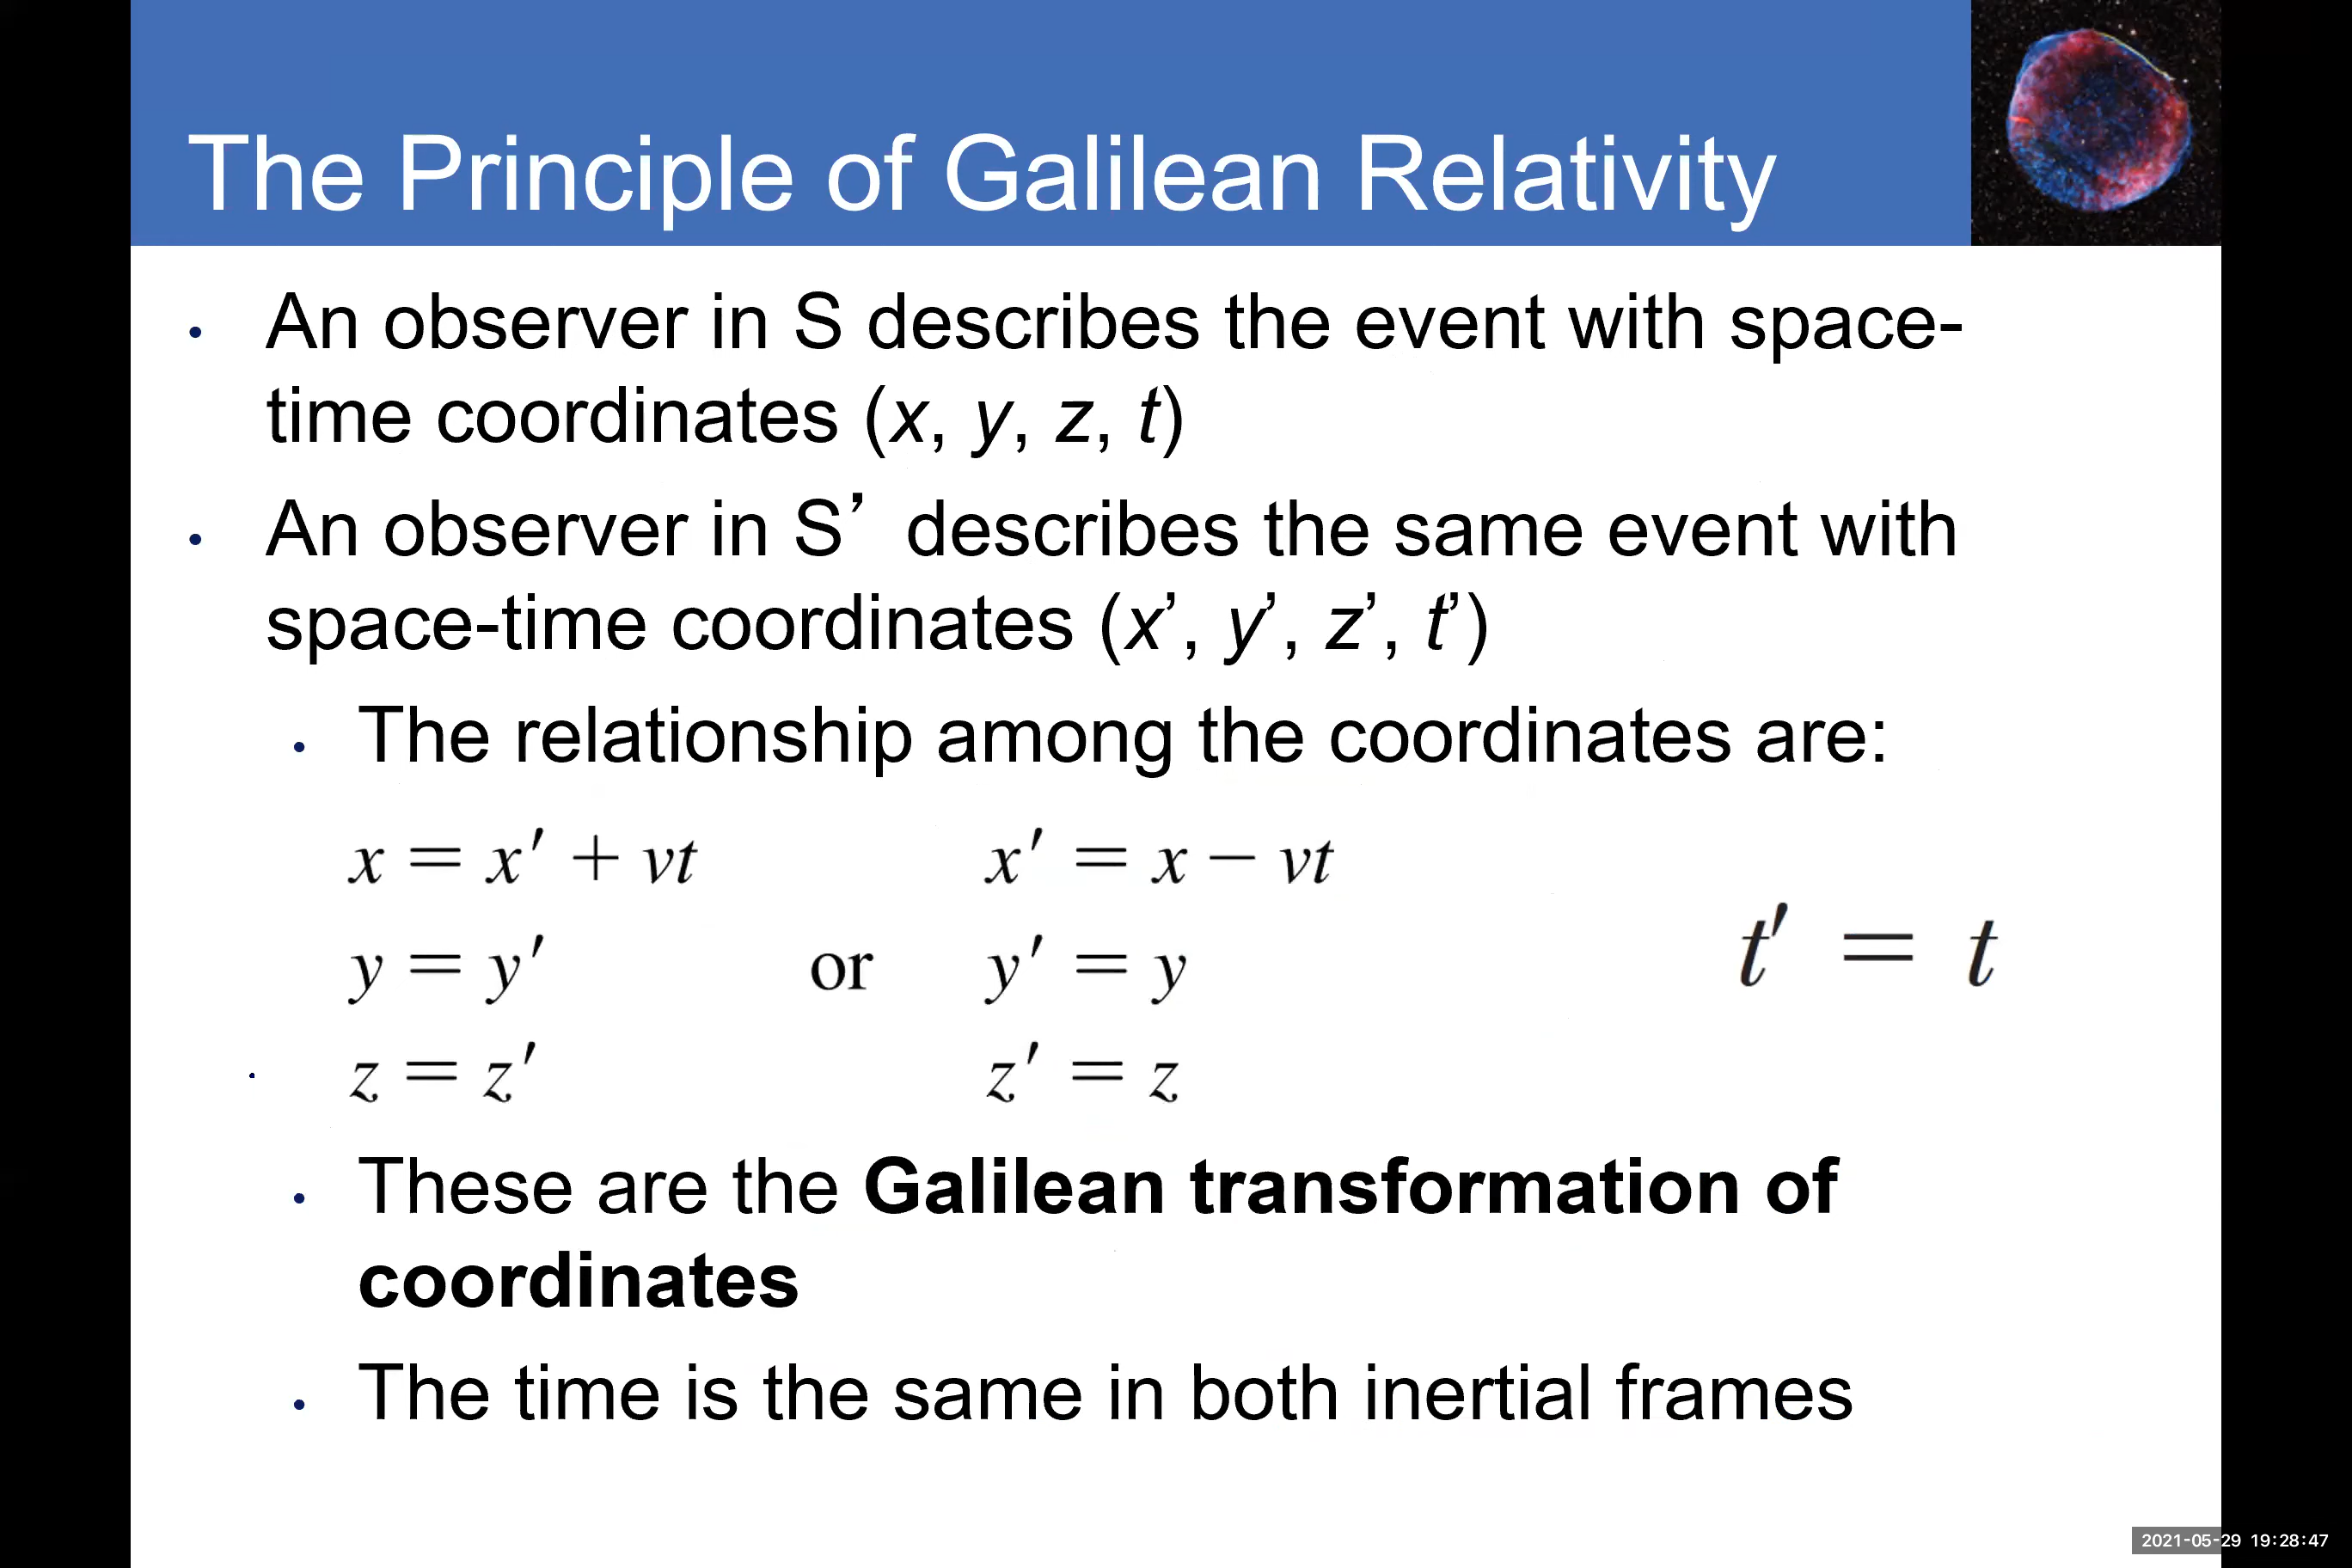 The Principle of Galilean Relativity
• An observer in S describes the event with space-
time coordinates (x, y, z, t)
• An observer in S’ describes the same event with
space-time coordinates (x’, y’, z’, t’)
• The relationship among the coordinates are:
x = x′ + vt x′ = x − vt
y = y′ or y′ = y t′ = t
• z = z′ z′ = z
• These are the Galilean transformation of
coordinates
• The time is the same in both inertial frames
2021-05-29 19:28:47